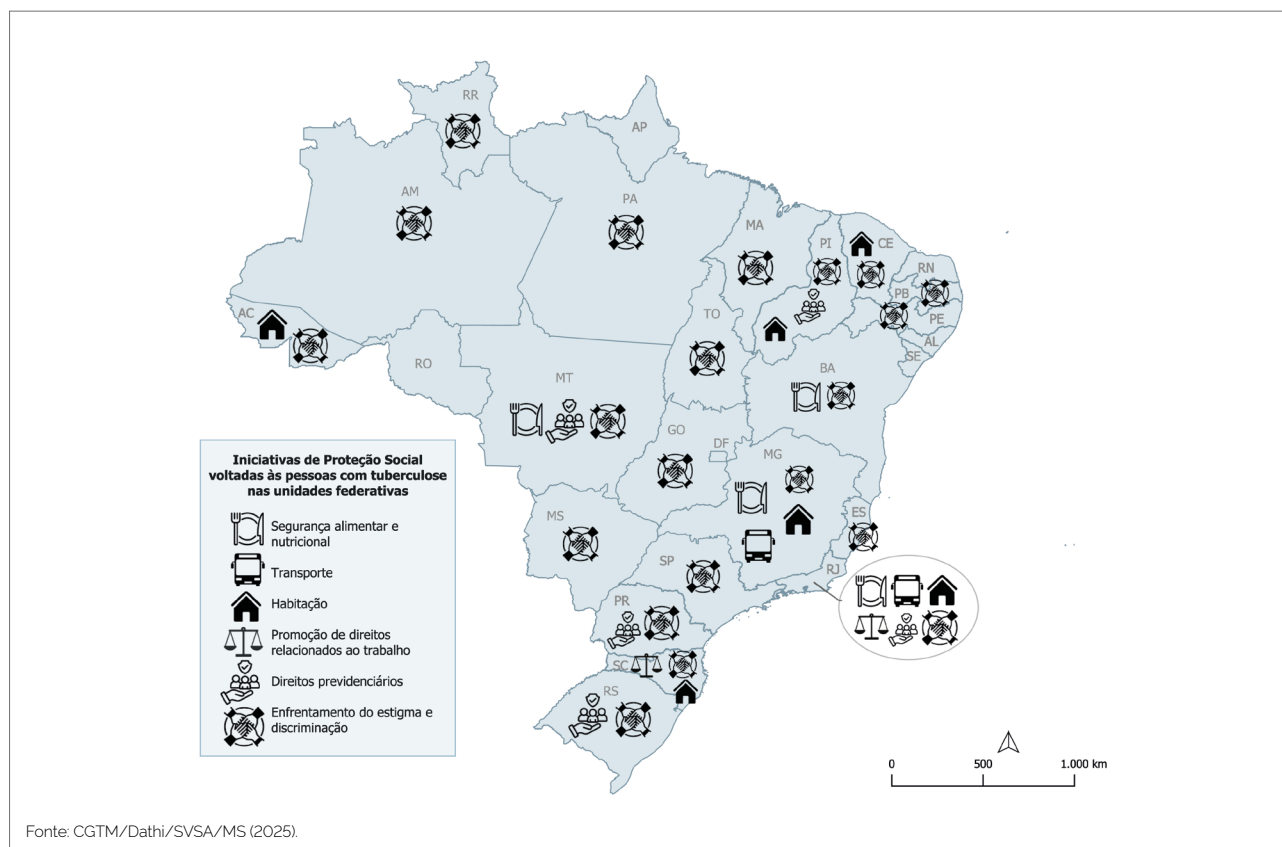 RR
AP
AM
PA
MA
PI
CE
RN
PB
PE
AL
SE
AC
RO
TO
BA
MT
GO
DF
MG
ES
MS
SP
RJ
PR
SC
RS
Iniciativas de Proteção Social
voltadas às pessoas com tuberculose
nas unidades federativas
Segurança alimentar e
nutricional
Transporte
Habitação
Promoção de direitos
relacionados ao trabalho
Direitos previdenciários
Enfrentamento do estigma e
discriminação
0 500 1.000 km
Fonte: CGTM/Dathi/SVSA/MS (2025).